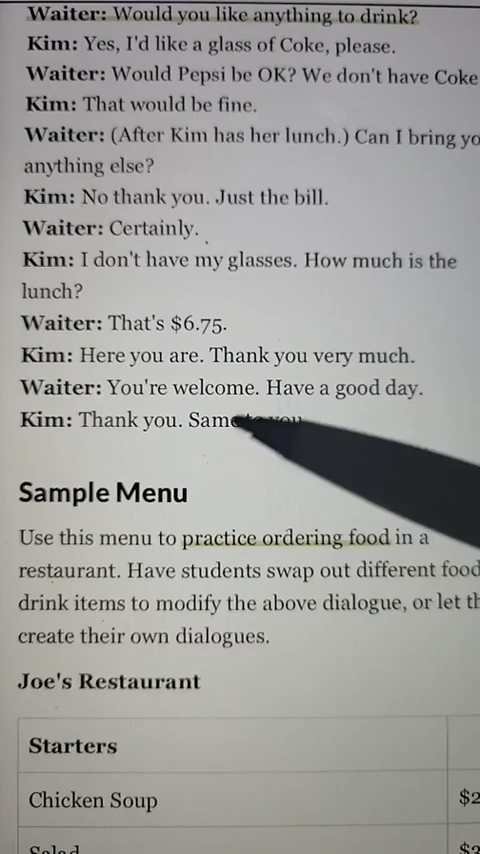 Waiter: Would you like anything to drink?
Kim: Yes, I'd like a glass of Coke, please.
Waiter: Would Pepsi be OK? We don't have Coke
Kim: That would be fine.
Waiter: (After Kim has her lunch.) Can I bring yo
anything else?
Kim: No thank you. Just the bill.
Waiter: Certainly.
Kim: I don't have my glasses. How much is the
lunch?
Waiter: That's $6.75.
Kim: Here you are. Thank you very much.
Waiter: You're welcome. Have a good day.
Kim: Thank you. Same to you
Sample Menu
Use this menu to practice ordering food in a
restaurant. Have students swap out different food
drink items to modify the above dialogue, or let th
create their own dialogues.
Joe's Restaurant
Starters
Chicken Soup $2
Salad $3